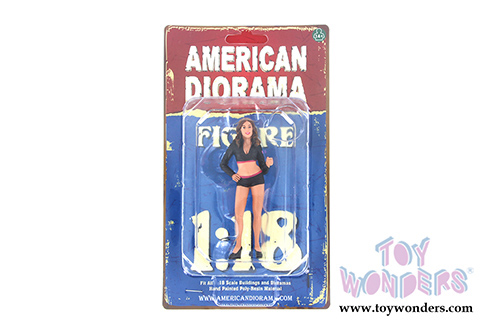 AMERICAN
DIORAMA
FIGURE
1:18
Fit All 1:18 Scale Buildings and Dioramas
Hand Painted Poly-Resin Material
WWW.AMERICANDIORAMA.COM
TOY
WONDERS
www.toywonders.com